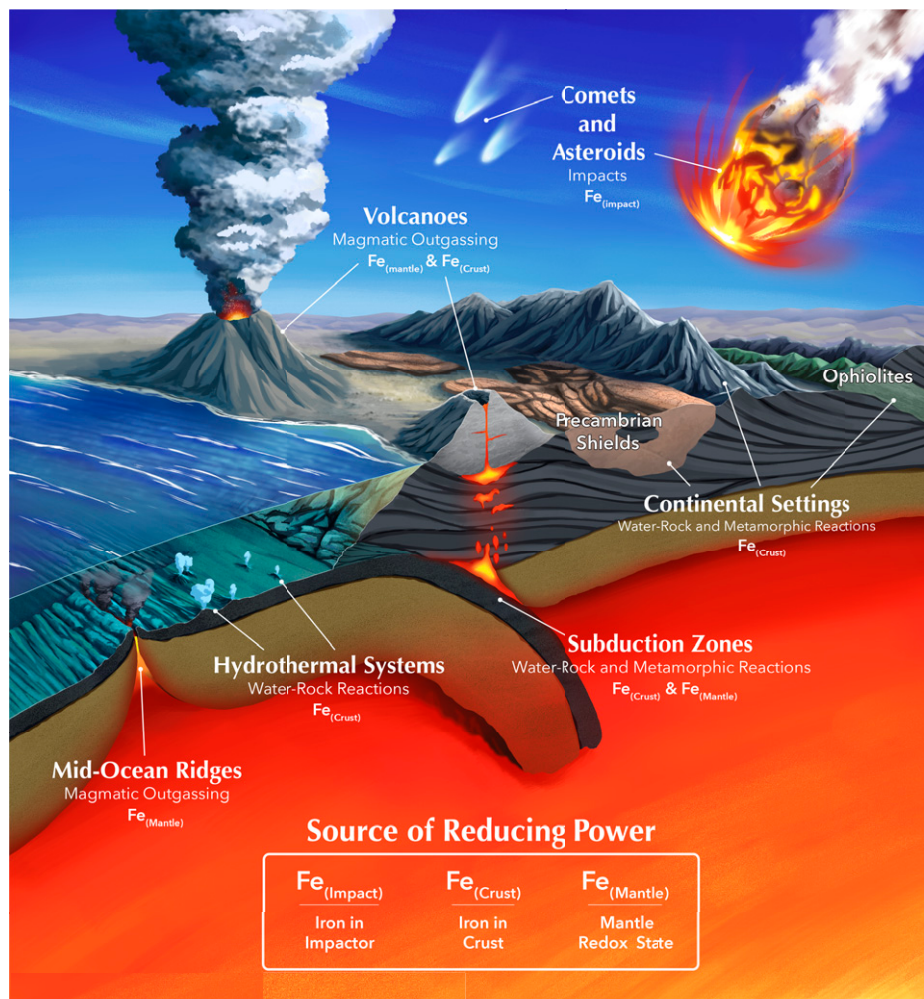 Comets
and
Asteroids
Impacts
Fe(impact)
Volcanoes
Magmatic Outgassing
Fe(mantle) & Fe(Crust)
Ophiolites
Precambrian
Shields
Continental Settings
Water-Rock and Metamorphic Reactions
Fe(Crust)
Subduction Zones
Water-Rock and Metamorphic Reactions
Fe(Crust) & Fe(Mantle)
Hydrothermal Systems
Water-Rock Reactions
Fe(Crust)
Mid-Ocean Ridges
Magmatic Outgassing
Fe(Mantle)
Source of Reducing Power
Fe(Impact)
Iron in
Impactor
Fe(Crust)
Iron in
Crust
Fe(Mantle)
Mantle
Redox State